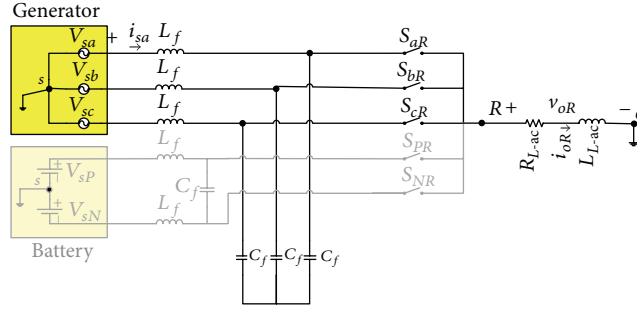 Generator
V_sa + i_sa L_f S_aR
V_sb L_f S_bR
s
V_sc L_f S_cR R + v_oR − o
R_L-ac i_oR L_L-ac
L_f S_PR
V_sP + C_f
s S_NR
V_sN + L_f
Battery
C_f C_f C_f